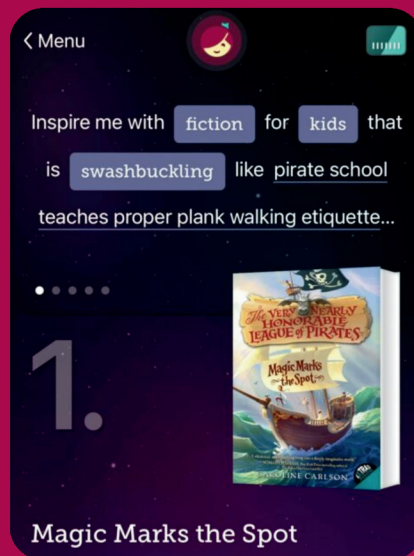 Menu
Inspire me with fiction for kids that
is swashbuckling like pirate school
teaches proper plank walking etiquette...
1.
The VERY NEARLY
HONORABLE
LEAGUE of PIRATES
Magic Marks
the Spot
CAROLINE CARLSON
Magic Marks the Spot